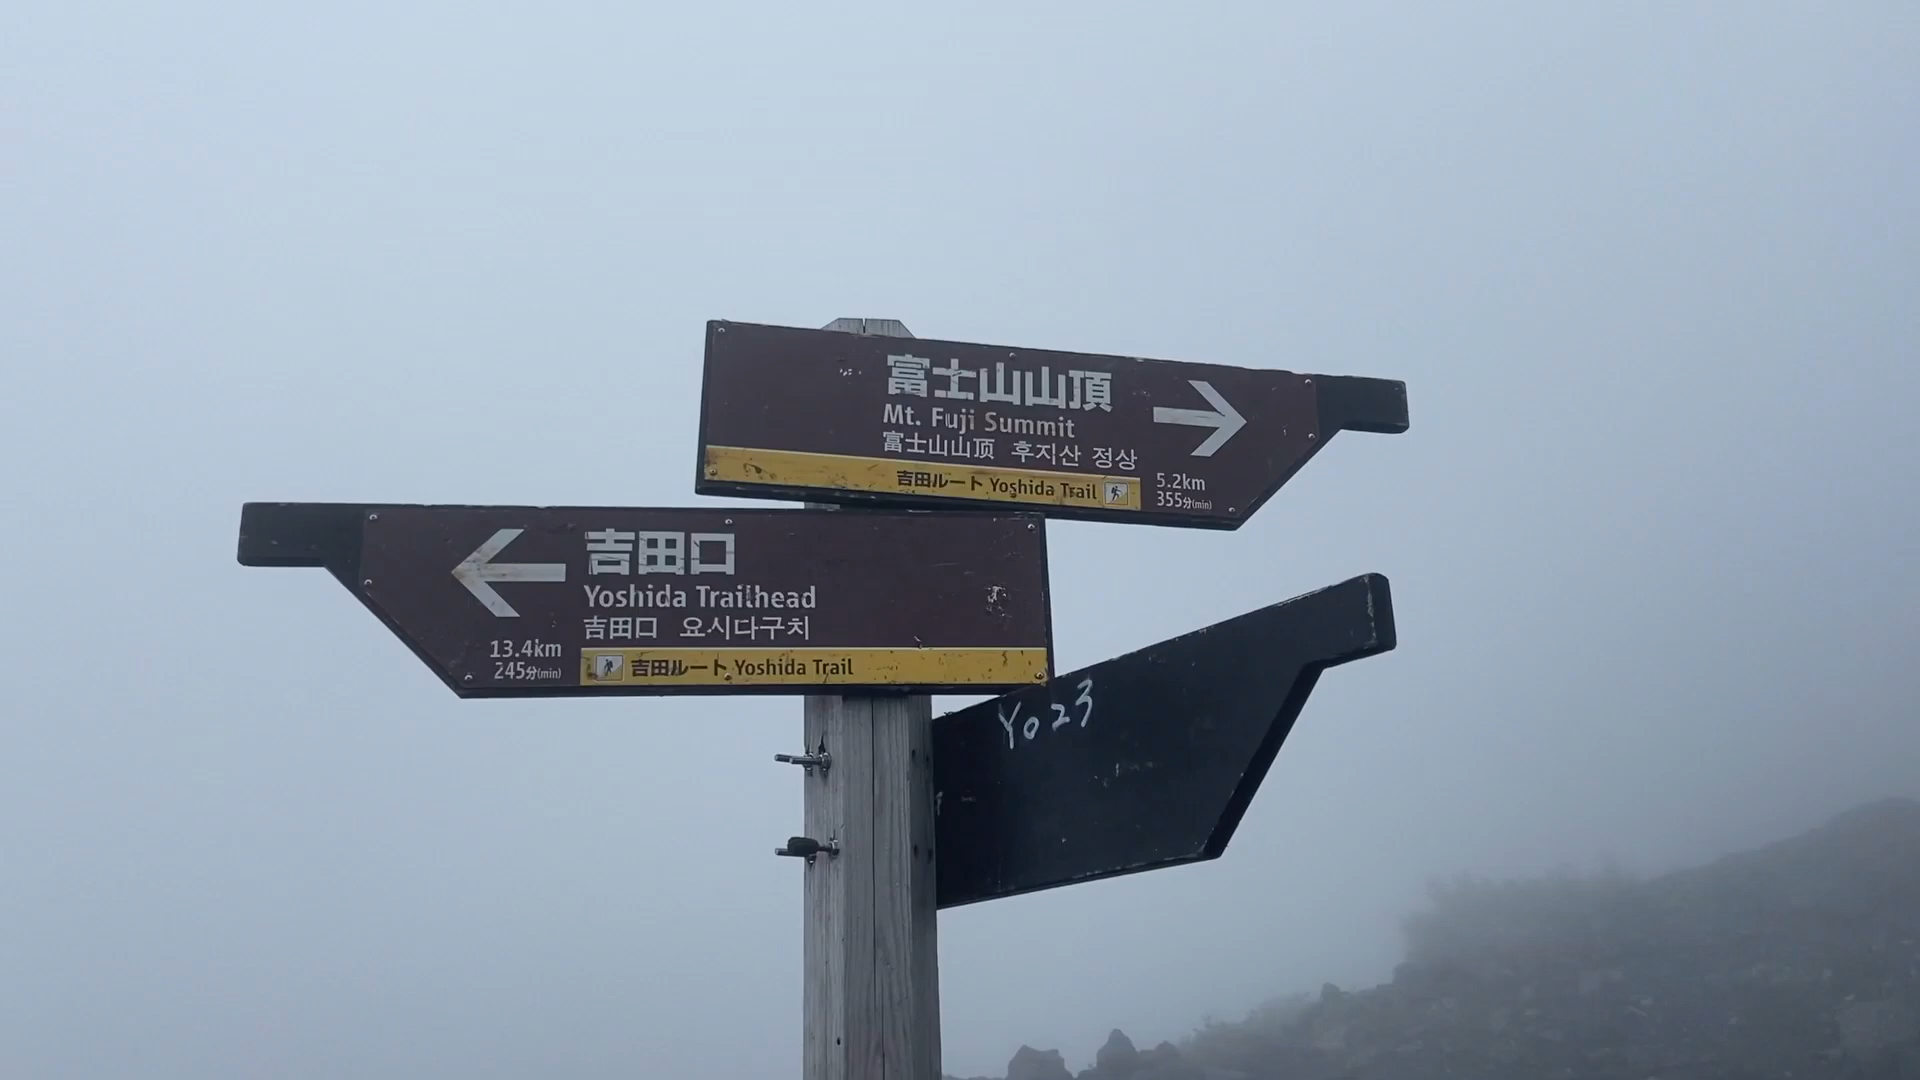 富士山山頂
Mt. Fuji Summit
富士山山顶 후지산 정상
吉田ルート Yoshida Trail
5.2km
355分(min)
吉田口
Yoshida Trailhead
吉田口 요시다구치
13.4km
245分(min)
吉田ルート Yoshida Trail
Yo23